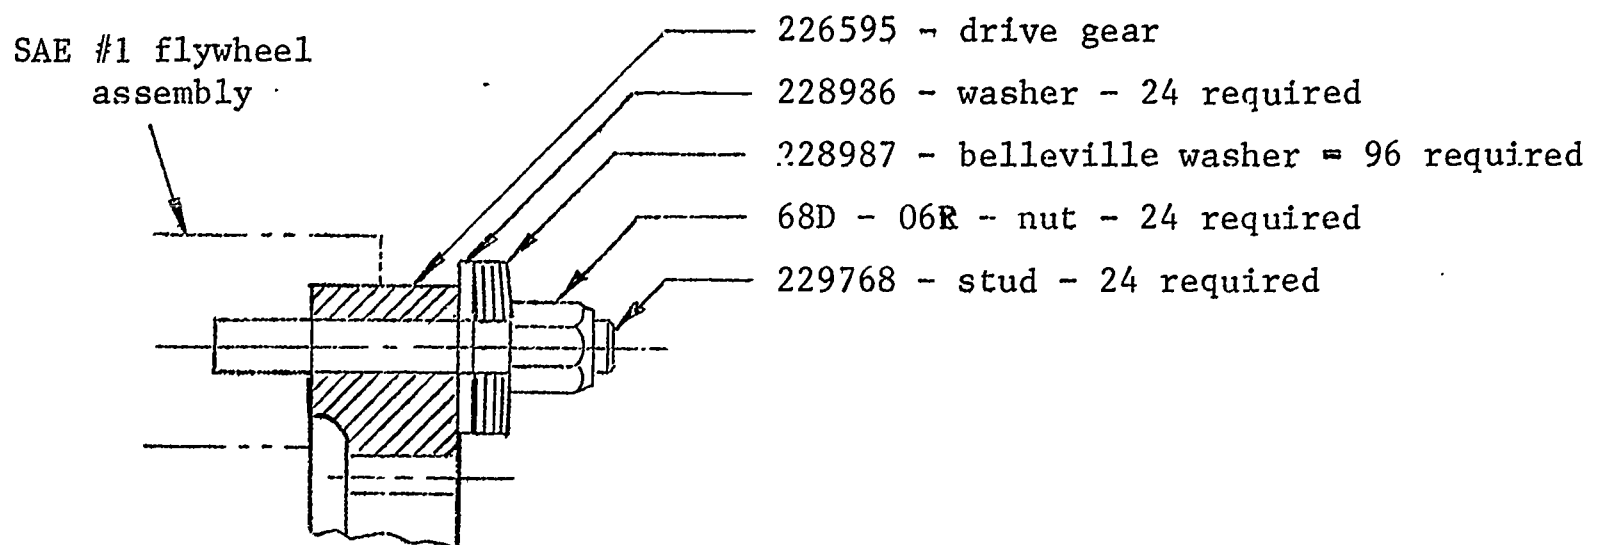 SAE #1 flywheel
assembly
226595 - drive gear
228986 - washer - 24 required
228987 - belleville washer = 96 required
68D - 06R - nut - 24 required
229768 - stud - 24 required